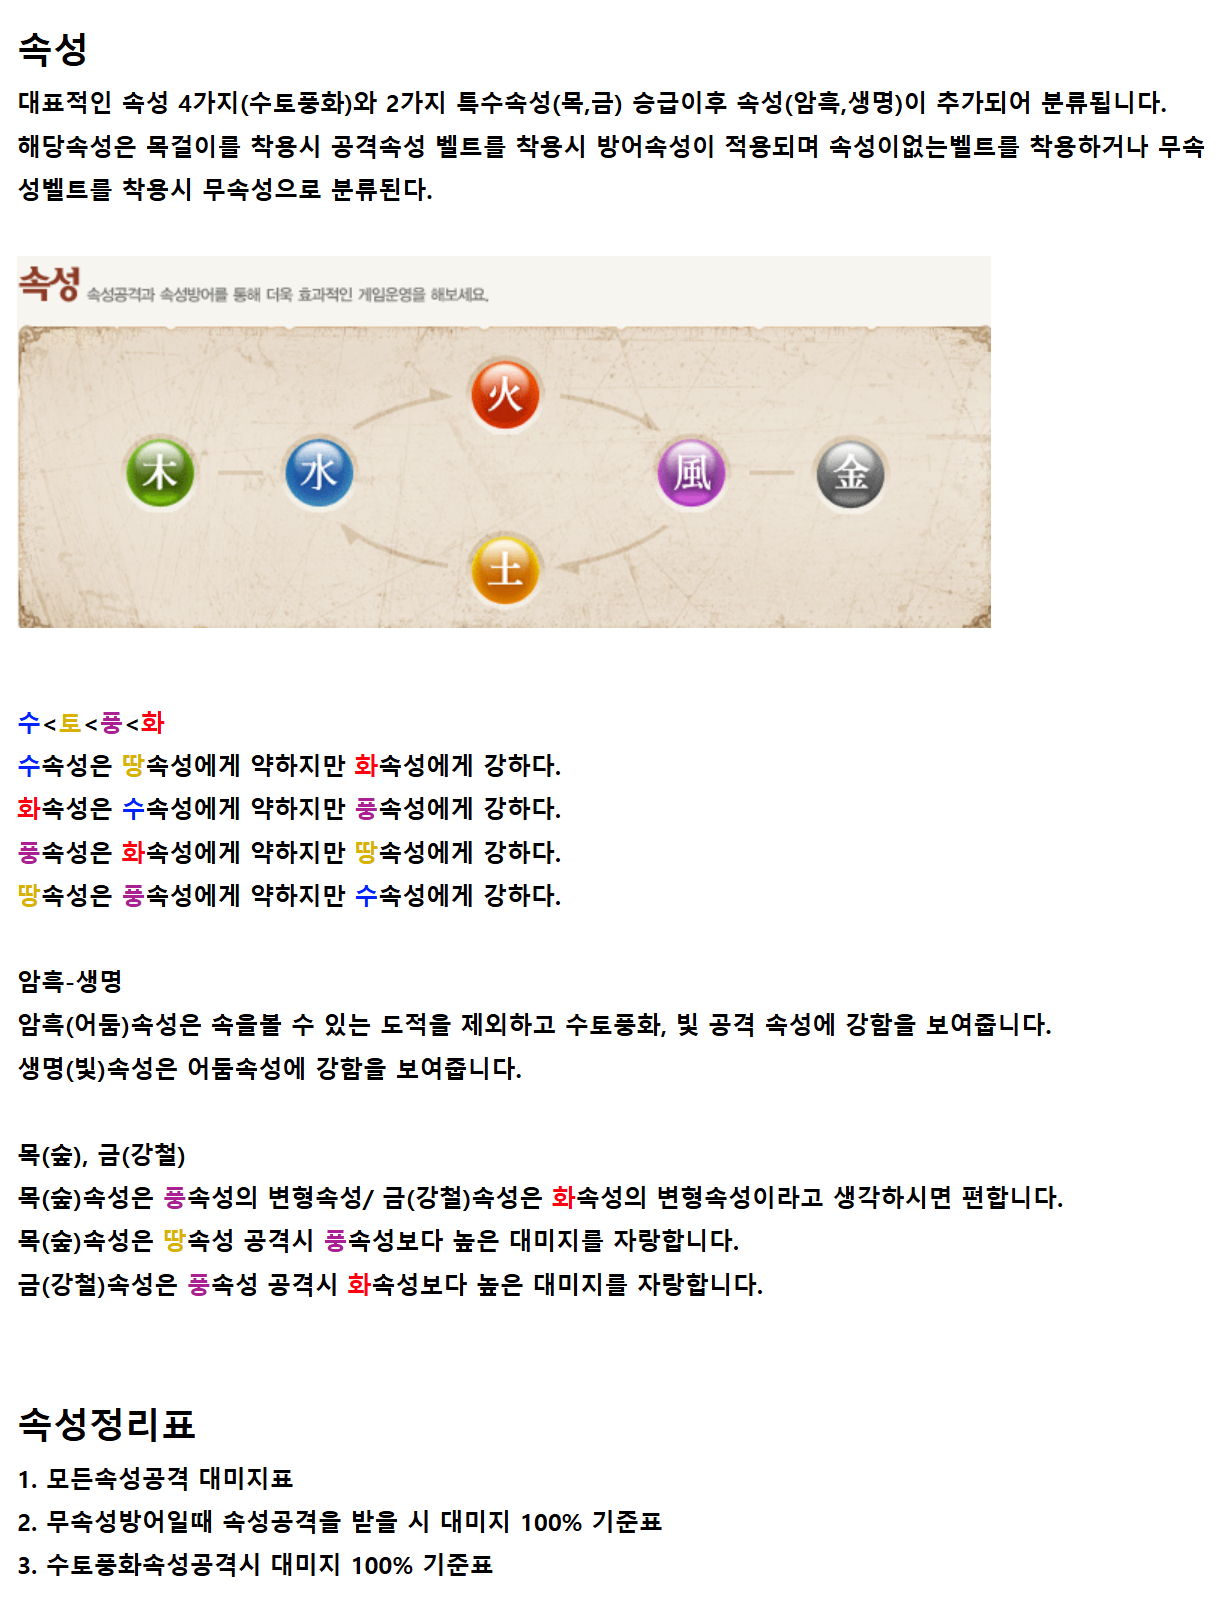 속성
대표적인 속성 4가지(수토풍화)와 2가지 특수속성(목,금) 승급이후 속성(암흑,생명)이 추가되어 분류됩니다.
해당속성은 목걸이를 착용시 공격속성 벨트를 착용시 방어속성이 적용되며 속성이없는벨트를 착용하거나 무속
성벨트를 착용시 무속성으로 분류된다.
속성 속성공격과 속성방어를 통해 더욱 효과적인 게임운영을 해보세요.
火
木 水 風 金
土
수<토<풍<화
수속성은 땅속성에게 약하지만 화속성에게 강하다.
화속성은 수속성에게 약하지만 풍속성에게 강하다.
풍속성은 화속성에게 약하지만 땅속성에게 강하다.
땅속성은 풍속성에게 약하지만 수속성에게 강하다.
암흑-생명
암흑(어둠)속성은 속을볼 수 있는 도적을 제외하고 수토풍화, 빛 공격 속성에 강함을 보여줍니다.
생명(빛)속성은 어둠속성에 강함을 보여줍니다.
목(숲), 금(강철)
목(숲)속성은 풍속성의 변형속성/ 금(강철)속성은 화속성의 변형속성이라고 생각하시면 편합니다.
목(숲)속성은 땅속성 공격시 풍속성보다 높은 대미지를 자랑합니다.
금(강철)속성은 풍속성 공격시 화속성보다 높은 대미지를 자랑합니다.
속성정리표
1. 모든속성공격 대미지표
2. 무속성방어일때 속성공격을 받을 시 대미지 100% 기준표
3. 수토풍화속성공격시 대미지 100% 기준표